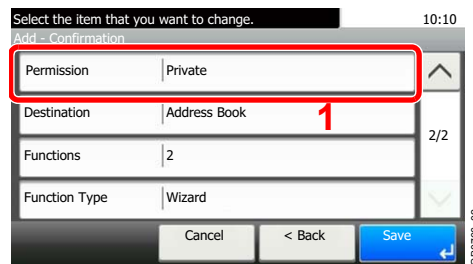 Select the item that you want to change.
10:10
Add - Confirmation
Permission Private
1
Destination Address Book
2/2
Functions 2
Function Type Wizard
Cancel < Back Save